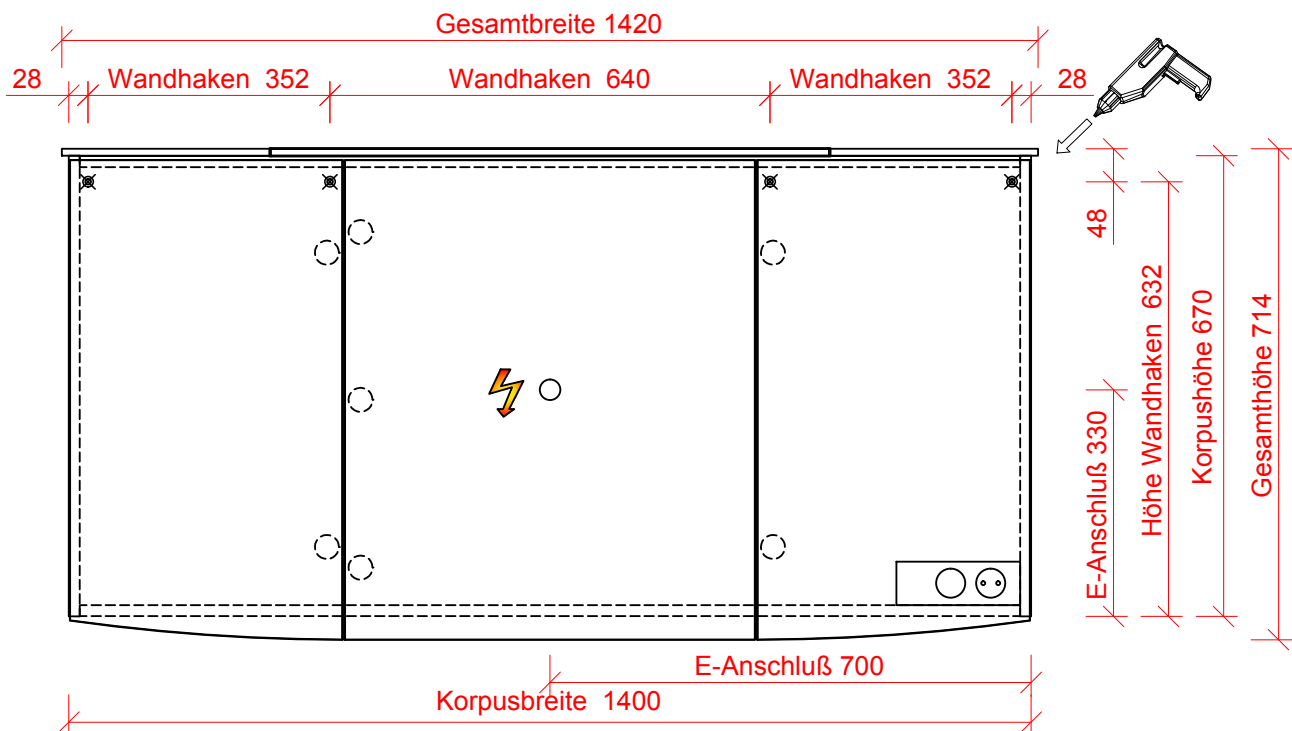 Gesamtbreite 1420
28
Wandhaken 352
Wandhaken 640
Wandhaken 352
28
48
E-Anschluß 330
Höhe Wandhaken 632
Korpushöhe 670
Gesamthöhe 714
E-Anschluß 700
Korpusbreite 1400